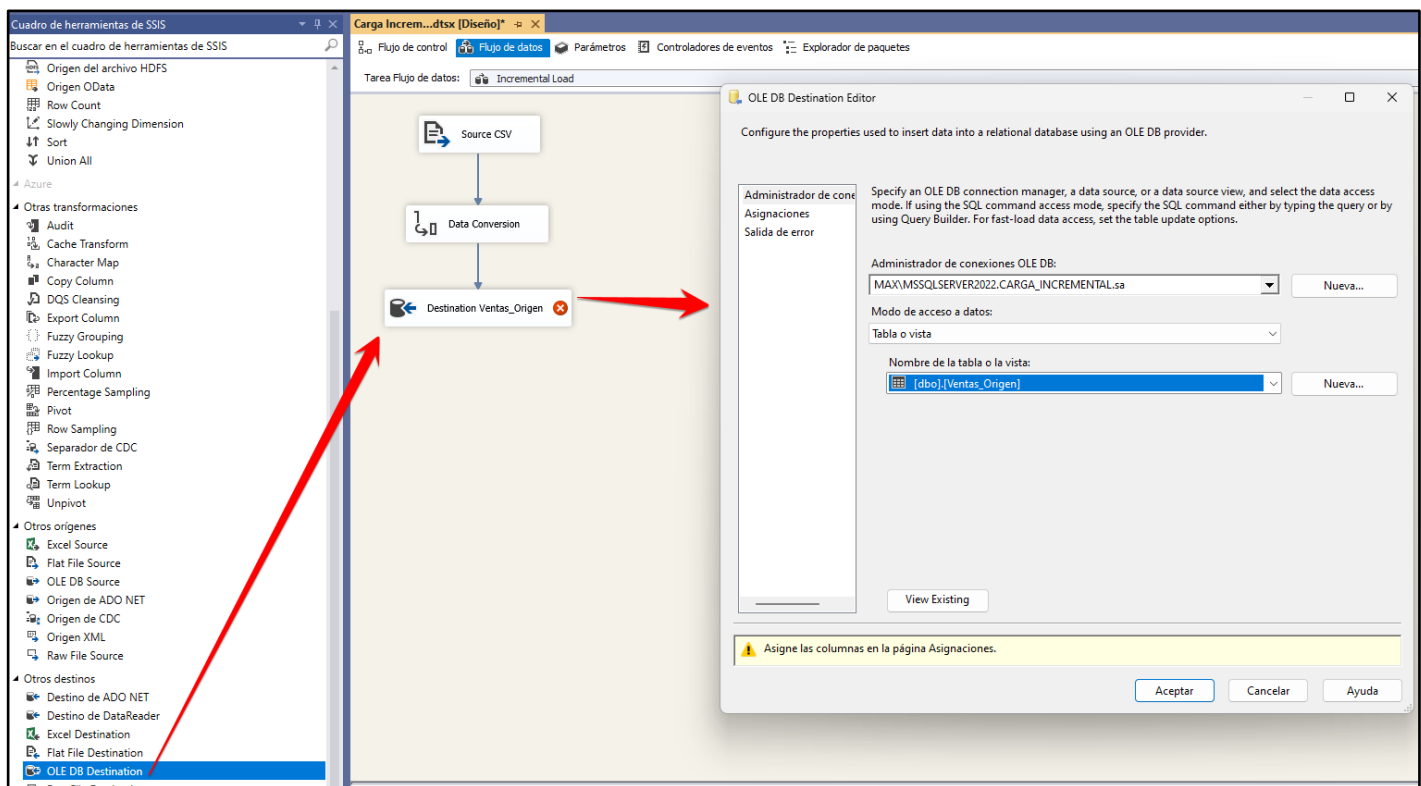 Cuadro de herramientas de SSIS
Buscar en el cuadro de herramientas de SSIS
Origen del archivo HDFS
Origen OData
Row Count
Slowly Changing Dimension
Sort
Union All
Azure
Otras transformaciones
Audit
Cache Transform
Character Map
Copy Column
DQS Cleansing
Export Column
Fuzzy Grouping
Fuzzy Lookup
Import Column
Percentage Sampling
Pivot
Row Sampling
Separador de CDC
Term Extraction
Term Lookup
Unpivot
Otros orígenes
Excel Source
Flat File Source
OLE DB Source
Origen de ADO NET
Origen de CDC
Origen XML
Raw File Source
Otros destinos
Destino de ADO NET
Destino de DataReader
Excel Destination
Flat File Destination
OLE DB Destination
Carga Increm...dtsx [Diseño]*
Flujo de control Flujo de datos Parámetros Controladores de eventos Explorador de paquetes
Tarea Flujo de datos: Incremental Load
Source CSV
Data Conversion
Destination Ventas_Origen
OLE DB Destination Editor
Configure the properties used to insert data into a relational database using an OLE DB provider.
Administrador de cone
Asignaciones
Salida de error
Specify an OLE DB connection manager, a data source, or a data source view, and select the data access
mode. If using the SQL command access mode, specify the SQL command either by typing the query or by
using Query Builder. For fast-load data access, set the table update options.
Administrador de conexiones OLE DB:
MAX\MSSQLSERVER2022.CARGA_INCREMENTAL.sa
Nueva...
Modo de acceso a datos:
Tabla o vista
Nombre de la tabla o la vista:
[dbo].[Ventas_Origen]
Nueva...
View Existing
Asigne las columnas en la página Asignaciones.
Aceptar Cancelar Ayuda